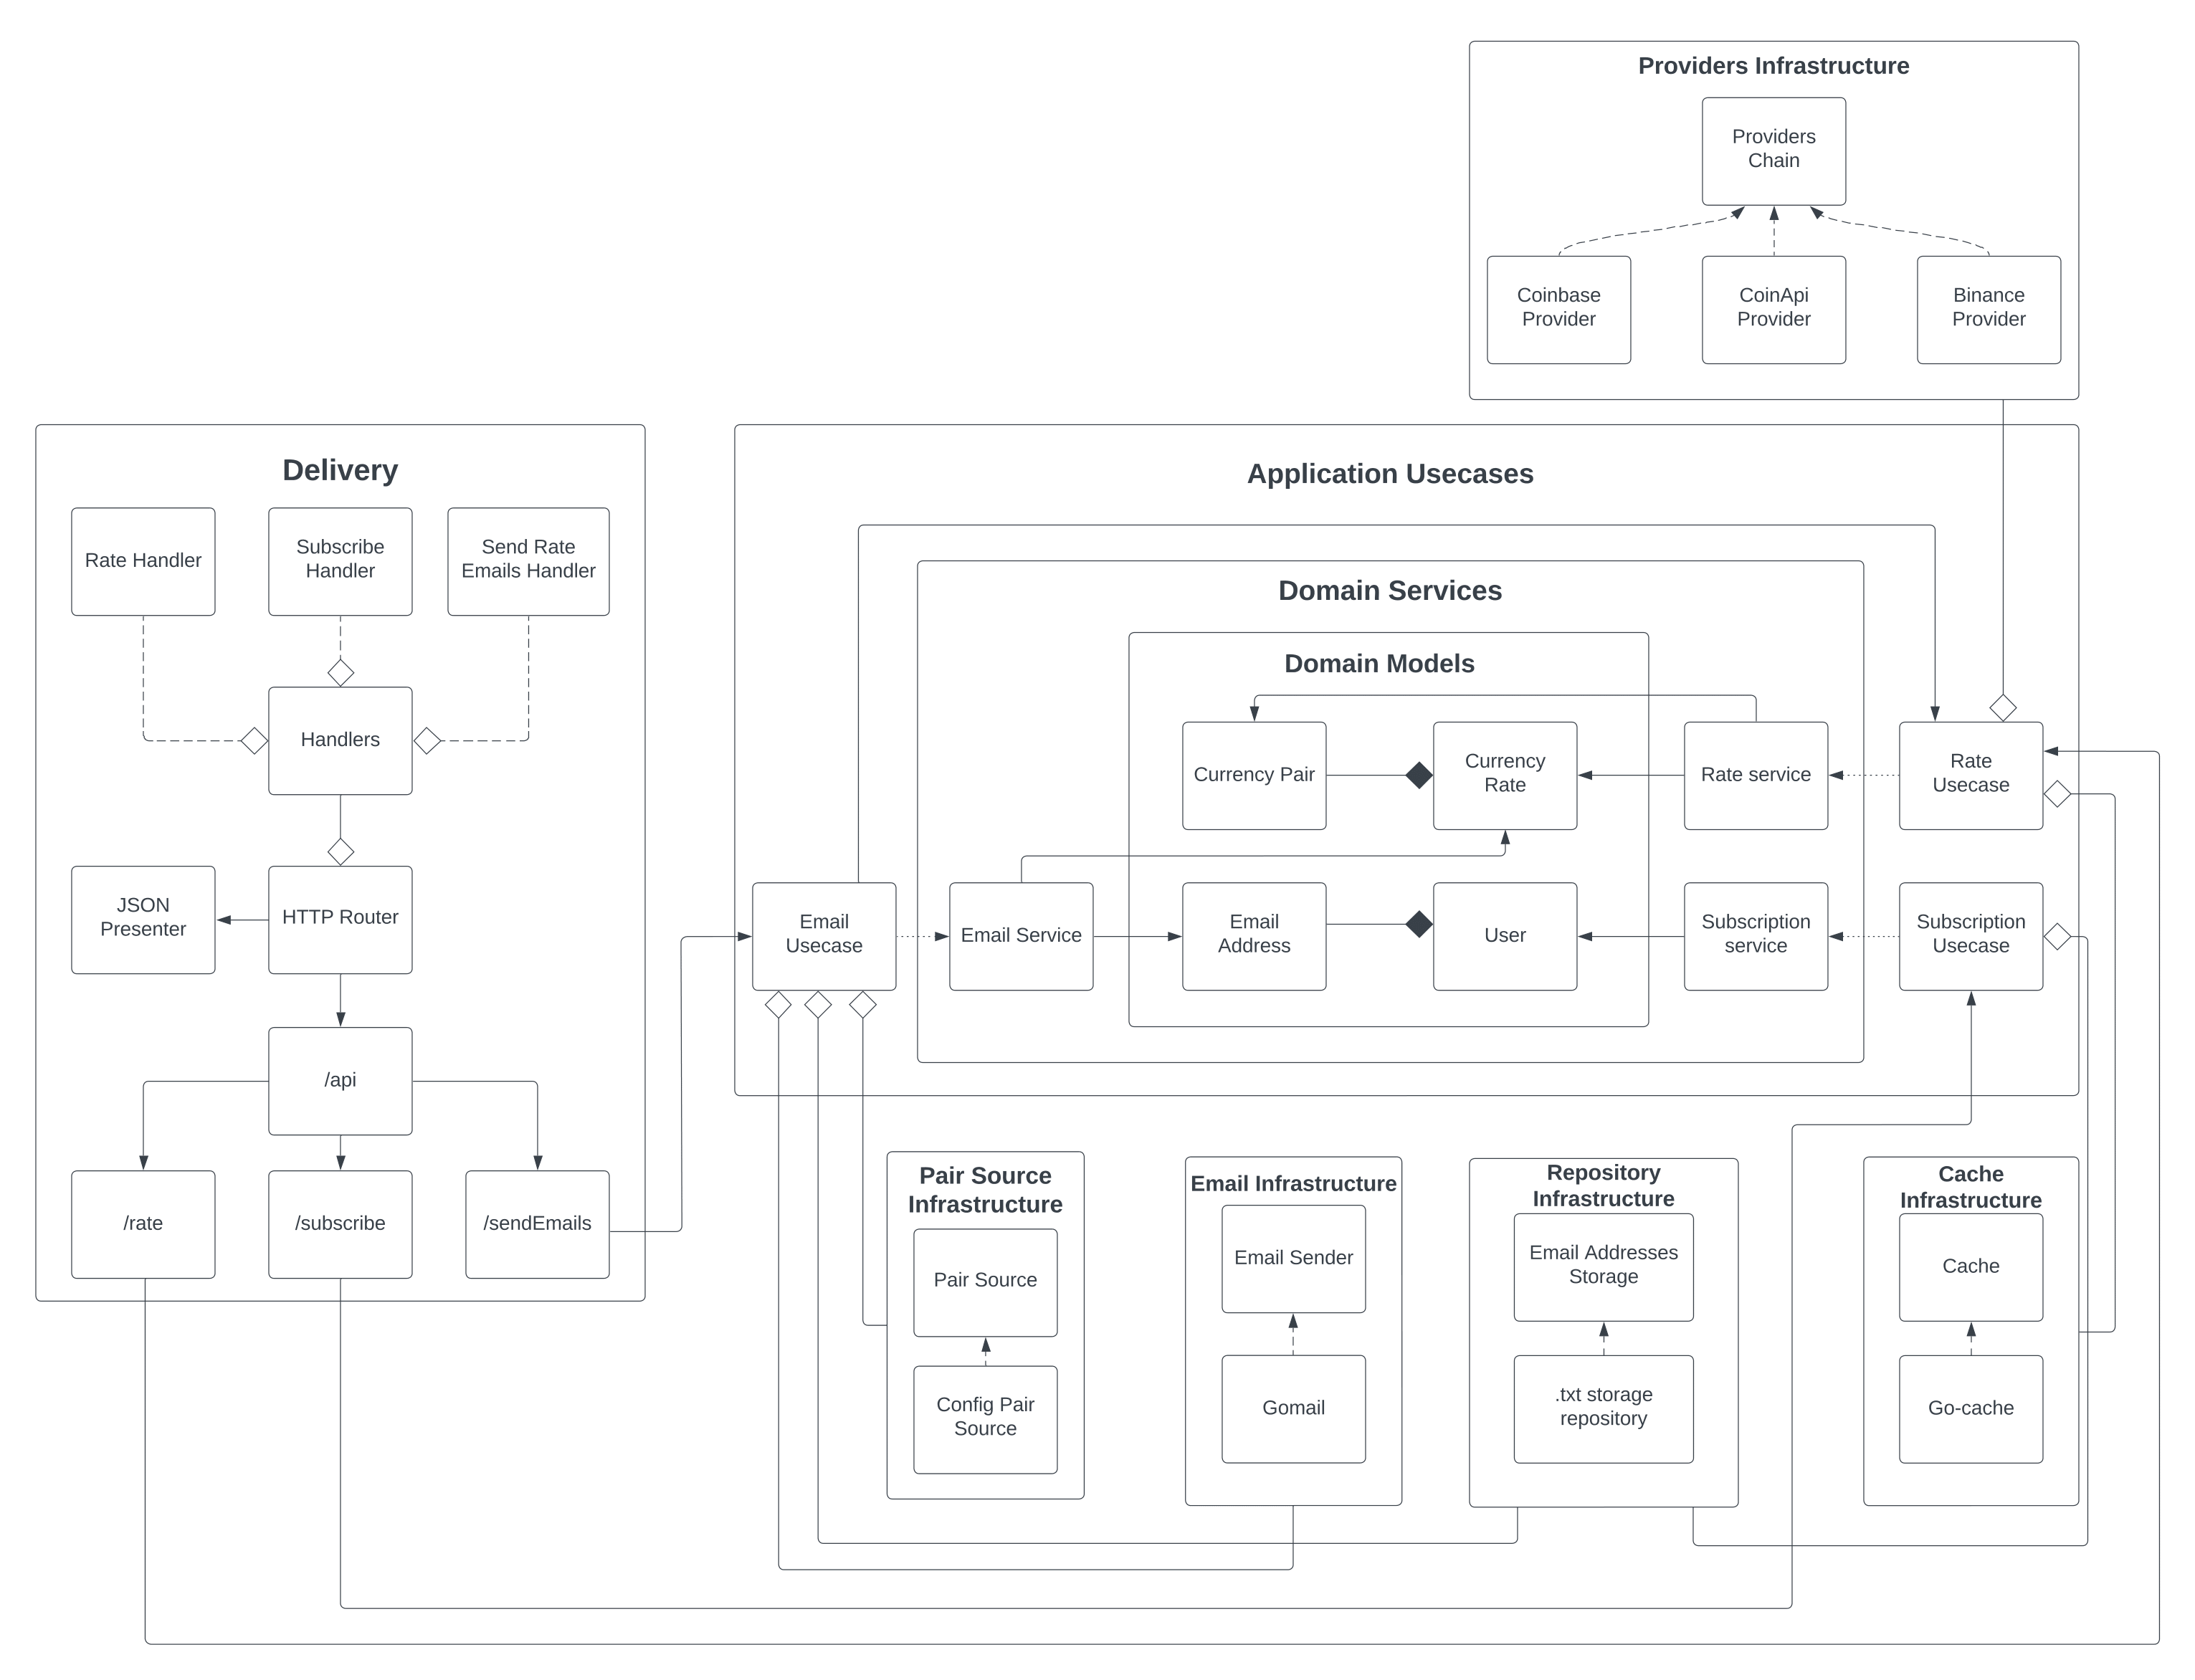 Providers Infrastructure
Providers
Chain
Coinbase
Provider
CoinApi
Provider
Binance
Provider
Delivery
Rate Handler
Subscribe
Handler
Send Rate
Emails Handler
Handlers
JSON
Presenter
HTTP Router
/api
/rate
/subscribe
/sendEmails
Application Usecases
Domain Services
Domain Models
Currency Pair
Currency
Rate
Rate service
Rate
Usecase
Email
Usecase
Email Service
Email
Address
User
Subscription
service
Subscription
Usecase
Pair Source
Infrastructure
Pair Source
Config Pair
Source
Email Infrastructure
Email Sender
Gomail
Repository
Infrastructure
Email Addresses
Storage
.txt storage
repository
Cache
Infrastructure
Cache
Go-cache